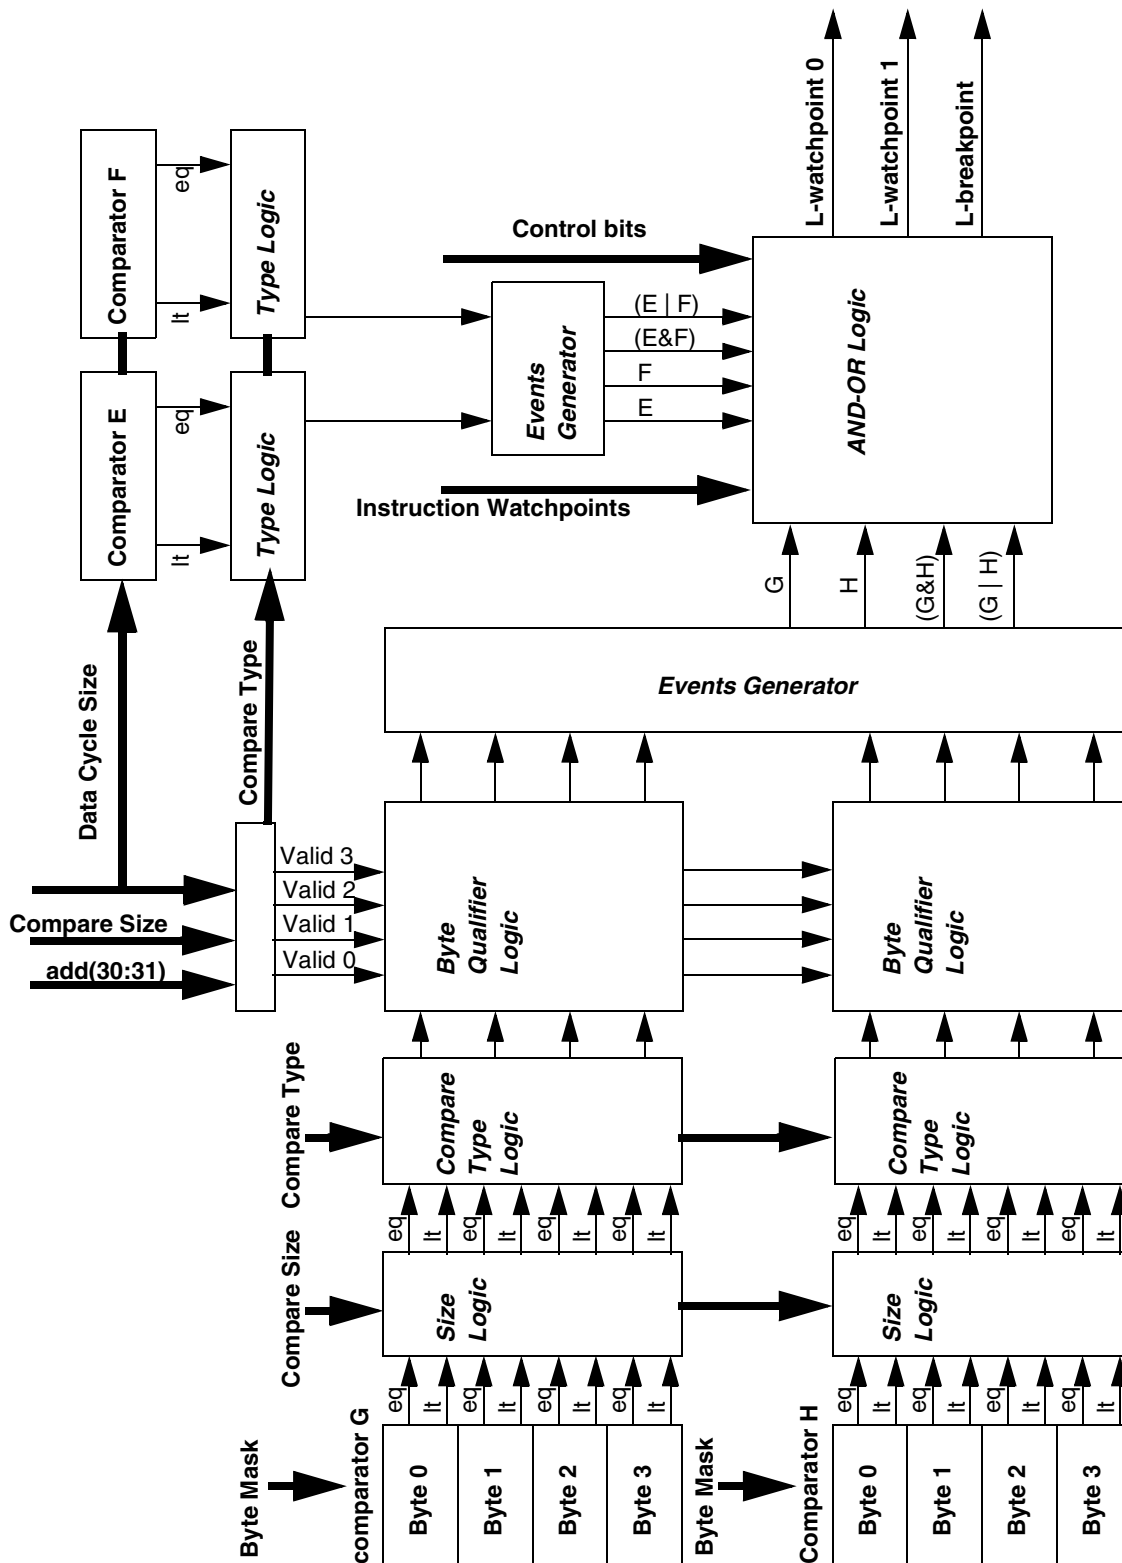 L-watchpoint 0
L-watchpoint 1
L-breakpoint
Comparator F
eq
lt
Type Logic
Control bits
Comparator E
eq
lt
Type Logic
Events
Generator
(E | F)
(E&F)
F
E
AND-OR Logic
Instruction Watchpoints
G
H
(G&H)
(G | H)
Data Cycle Size
Compare Type
Events Generator
Compare Size
add(30:31)
Valid 3
Valid 2
Valid 1
Valid 0
Byte
Qualifier
Logic
Byte
Qualifier
Logic
Compare Type
Compare
Type
Logic
Compare
Type
Logic
eq
lt
eq
lt
eq
lt
eq
lt
eq
lt
eq
lt
eq
lt
eq
lt
Compare Size
Size
Logic
Size
Logic
eq
lt
eq
lt
eq
lt
eq
lt
eq
lt
eq
lt
eq
lt
eq
lt
Byte Mask
comparator G
Byte 0
Byte 1
Byte 2
Byte 3
Byte Mask
Comparator H
Byte 0
Byte 1
Byte 2
Byte 3